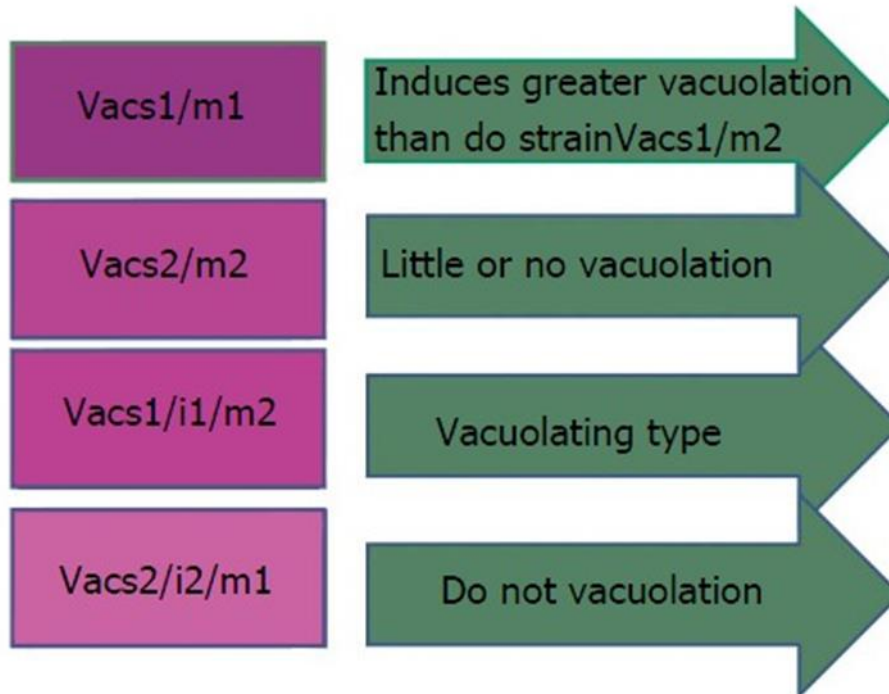 Vacs1/m1
Induces greater vacuolation
than do strainVacs1/m2
Vacs2/m2
Little or no vacuolation
Vacs1/i1/m2
Vacuolating type
Vacs2/i2/m1
Do not vacuolation